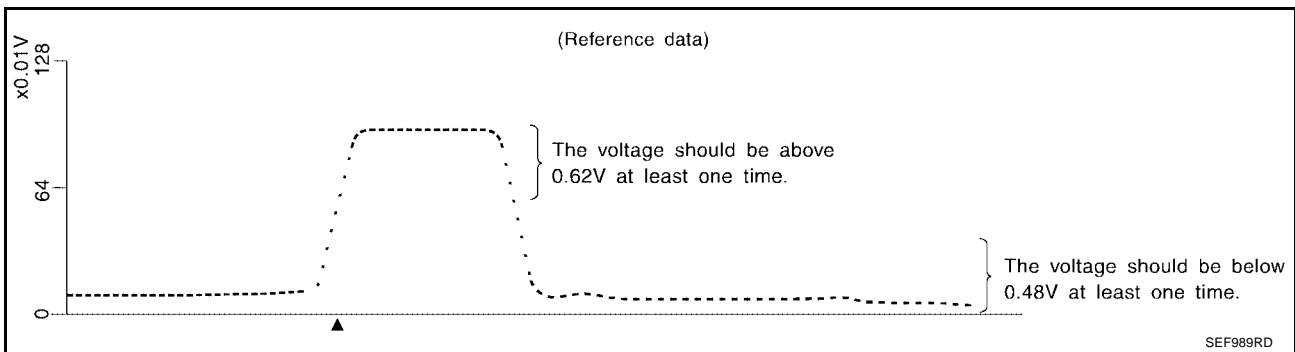 (Reference data)
x0.01V
128
64
0
The voltage should be above
0.62V at least one time.
The voltage should be below
0.48V at least one time.
SEF989RD